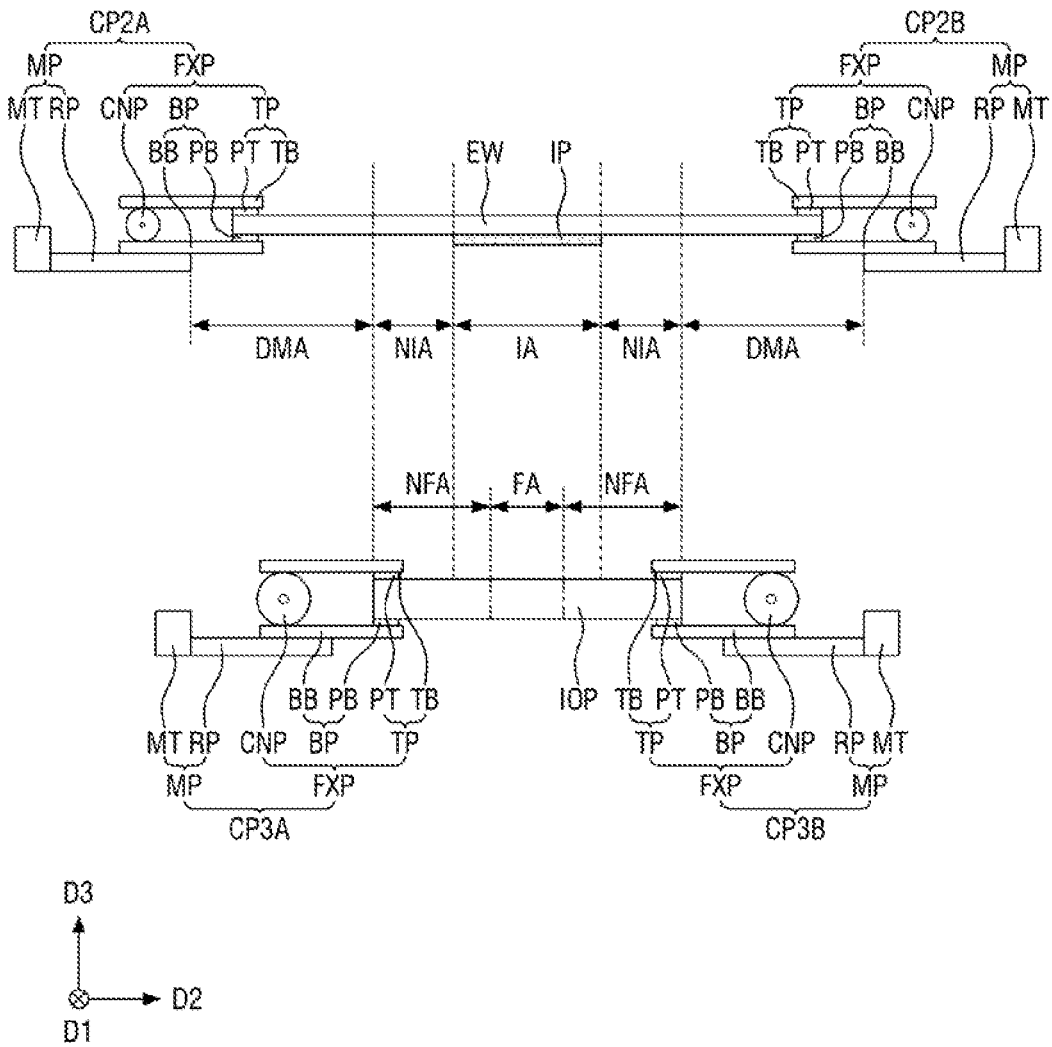 CP2A CP2B
MP FXP FXP MP
MT RP CNP BP TP TP BP CNP RP MT
BB PB PT TB EW IP TB PT PB BB
DMA NIA IA NIA DMA
NFA FA NFA
BB PB PT TB IOP TB PT PB BB
MT RP CNP BP TP TP BP CNP RP MT
MP FXP FXP MP
CP3A CP3B
D3
D2
D1